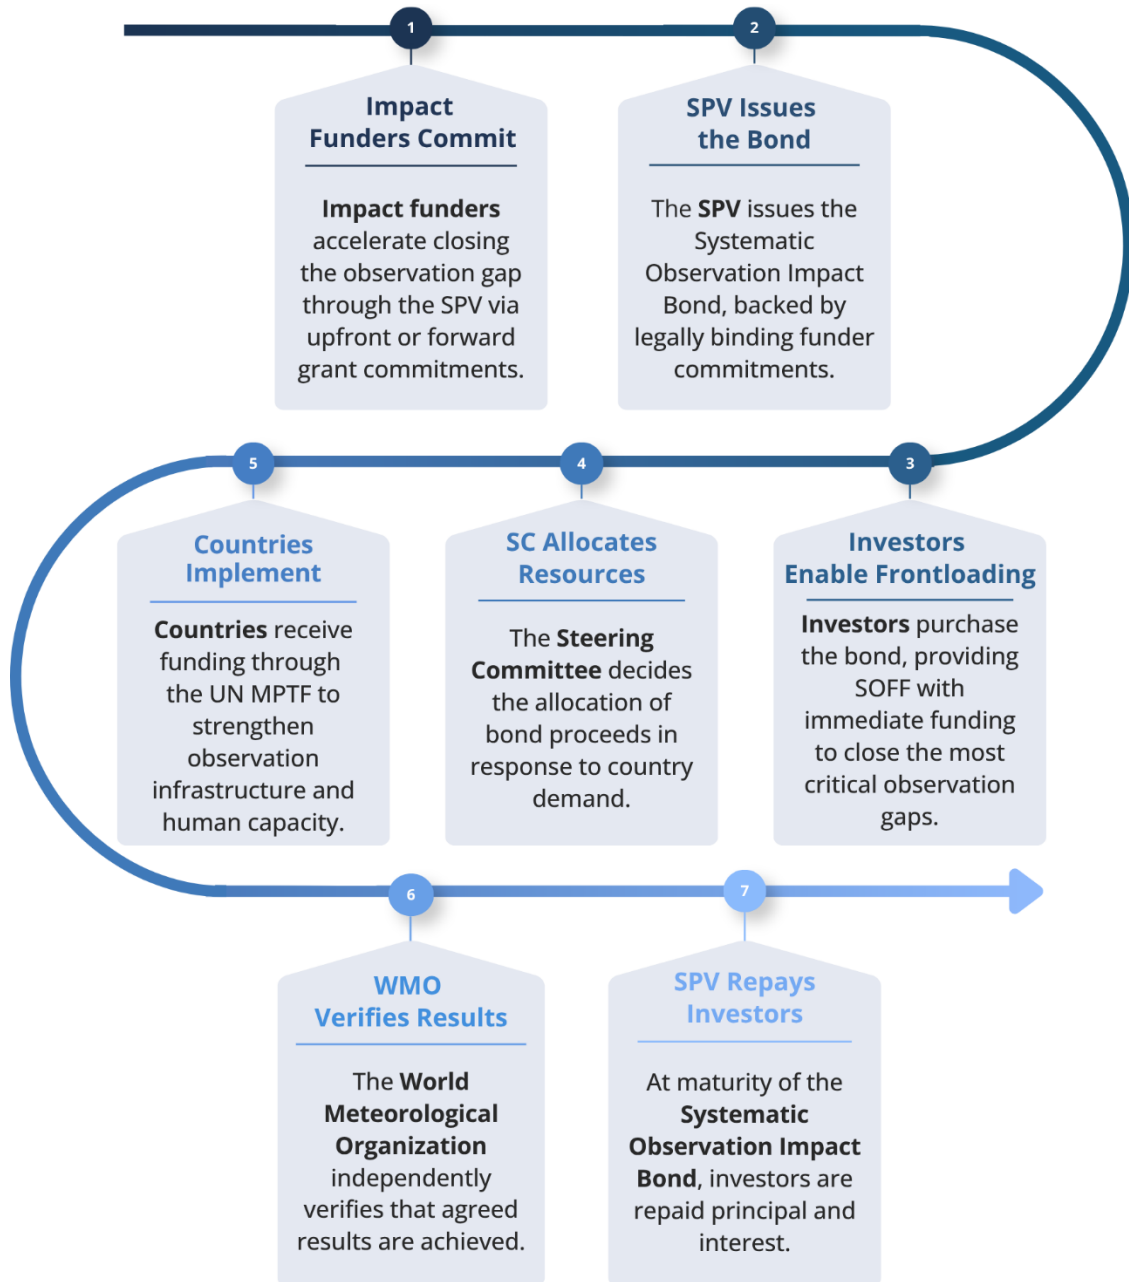 1
Impact
Funders Commit
Impact funders
accelerate closing
the observation gap
through the SPV via
upfront or forward
grant commitments.
2
SPV Issues
the Bond
The SPV issues the
Systematic
Observation Impact
Bond, backed by
legally binding funder
commitments.
3
Investors
Enable Frontloading
Investors purchase
the bond, providing
SOFF with
immediate funding
to close the most
critical observation
gaps.
4
SC Allocates
Resources
The Steering
Committee decides
the allocation of
bond proceeds in
response to country
demand.
5
Countries
Implement
Countries receive
funding through
the UN MPTF to
strengthen
observation
infrastructure and
human capacity.
6
WMO
Verifies Results
The World
Meteorological
Organization
independently
verifies that agreed
results are achieved.
7
SPV Repays
Investors
At maturity of the
Systematic
Observation Impact
Bond, investors are
repaid principal and
interest.